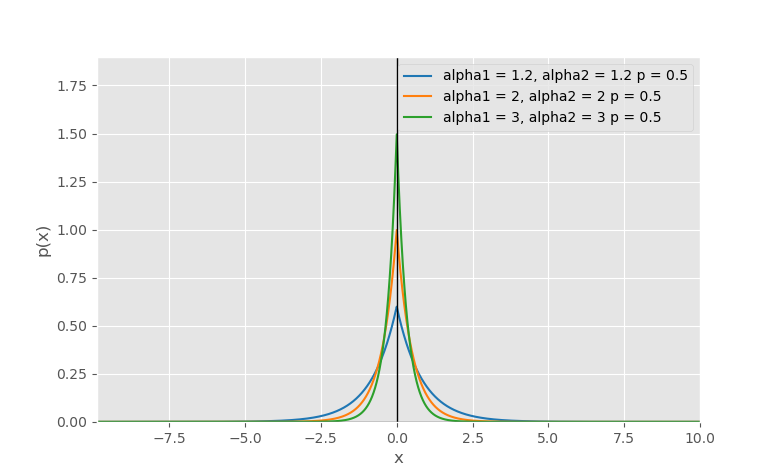 alpha1 = 1.2, alpha2 = 1.2 p = 0.5
alpha1 = 2, alpha2 = 2 p = 0.5
alpha1 = 3, alpha2 = 3 p = 0.5
p(x)
1.75
1.50
1.25
1.00
0.75
0.50
0.25
0.00
−7.5 −5.0 −2.5 0.0 2.5 5.0 7.5 10.0
x